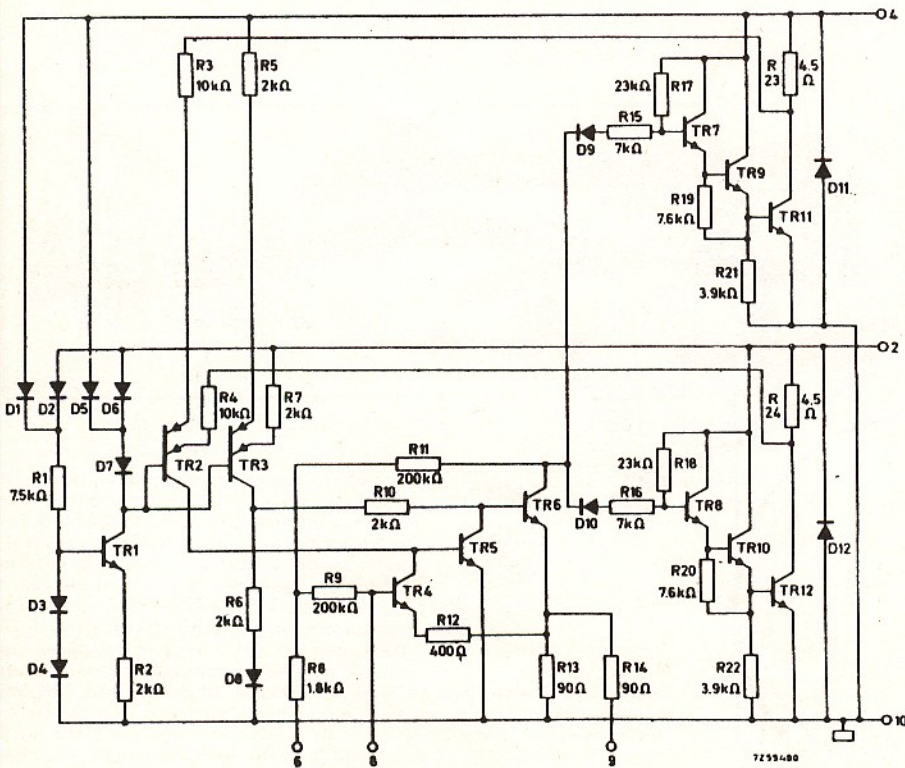 4
R3
10kΩ
R5
2kΩ
23kΩ
R17
R
23
4.5
Ω
R15
7kΩ
D9
TR7
TR9
R19
7.6kΩ
TR11
D11
R21
3.9kΩ
2
D1
D2
D5
D6
R4
10kΩ
R7
2kΩ
R
24
4.5
Ω
D7
TR2
TR3
R11
200kΩ
23kΩ
R18
R1
7.5kΩ
R10
2kΩ
TR6
D10
R16
7kΩ
TR8
TR1
TR5
TR10
D12
R9
200kΩ
TR4
R20
7.6kΩ
TR12
D3
R6
2kΩ
R12
400Ω
D4
R2
2kΩ
D8
R8
1.8kΩ
R13
90Ω
R14
90Ω
R22
3.9kΩ
10
6
8
9
7259480